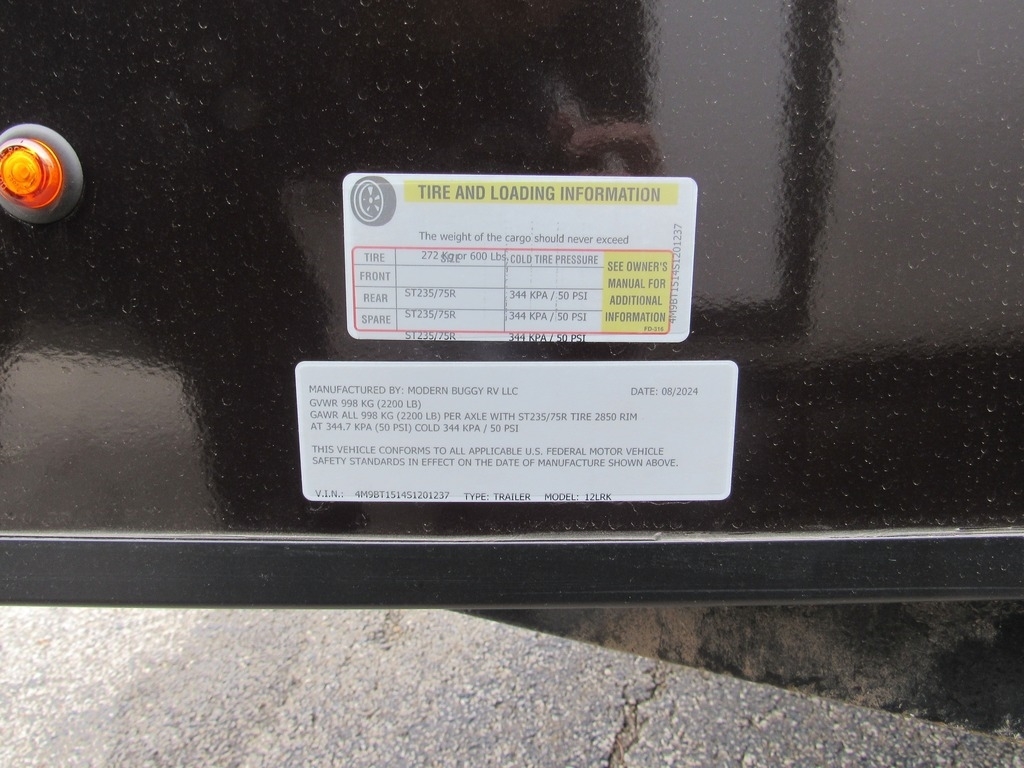 TIRE AND LOADING INFORMATION
The weight of the cargo should never exceed
272 Kg or 600 Lbs
TIRE SIZE COLD TIRE PRESSURE
FRONT ST235/75R 344 KPA / 50 PSI
REAR ST235/75R 344 KPA / 50 PSI
SPARE ST235/75R 344 KPA / 50 PSI
SEE OWNER'S
MANUAL FOR
ADDITIONAL
INFORMATION
FD-316
4M9BT1514S1201237
MANUFACTURED BY: MODERN BUGGY RV LLC DATE: 08/2024
GVWR 998 KG (2200 LB)
GAWR ALL 998 KG (2200 LB) PER AXLE WITH ST235/75R TIRE 2850 RIM
AT 344.7 KPA (50 PSI) COLD 344 KPA / 50 PSI
THIS VEHICLE CONFORMS TO ALL APPLICABLE U.S. FEDERAL MOTOR VEHICLE
SAFETY STANDARDS IN EFFECT ON THE DATE OF MANUFACTURE SHOWN ABOVE.
V.I.N.: 4M9BT1514S1201237 TYPE: TRAILER MODEL: 12LRK